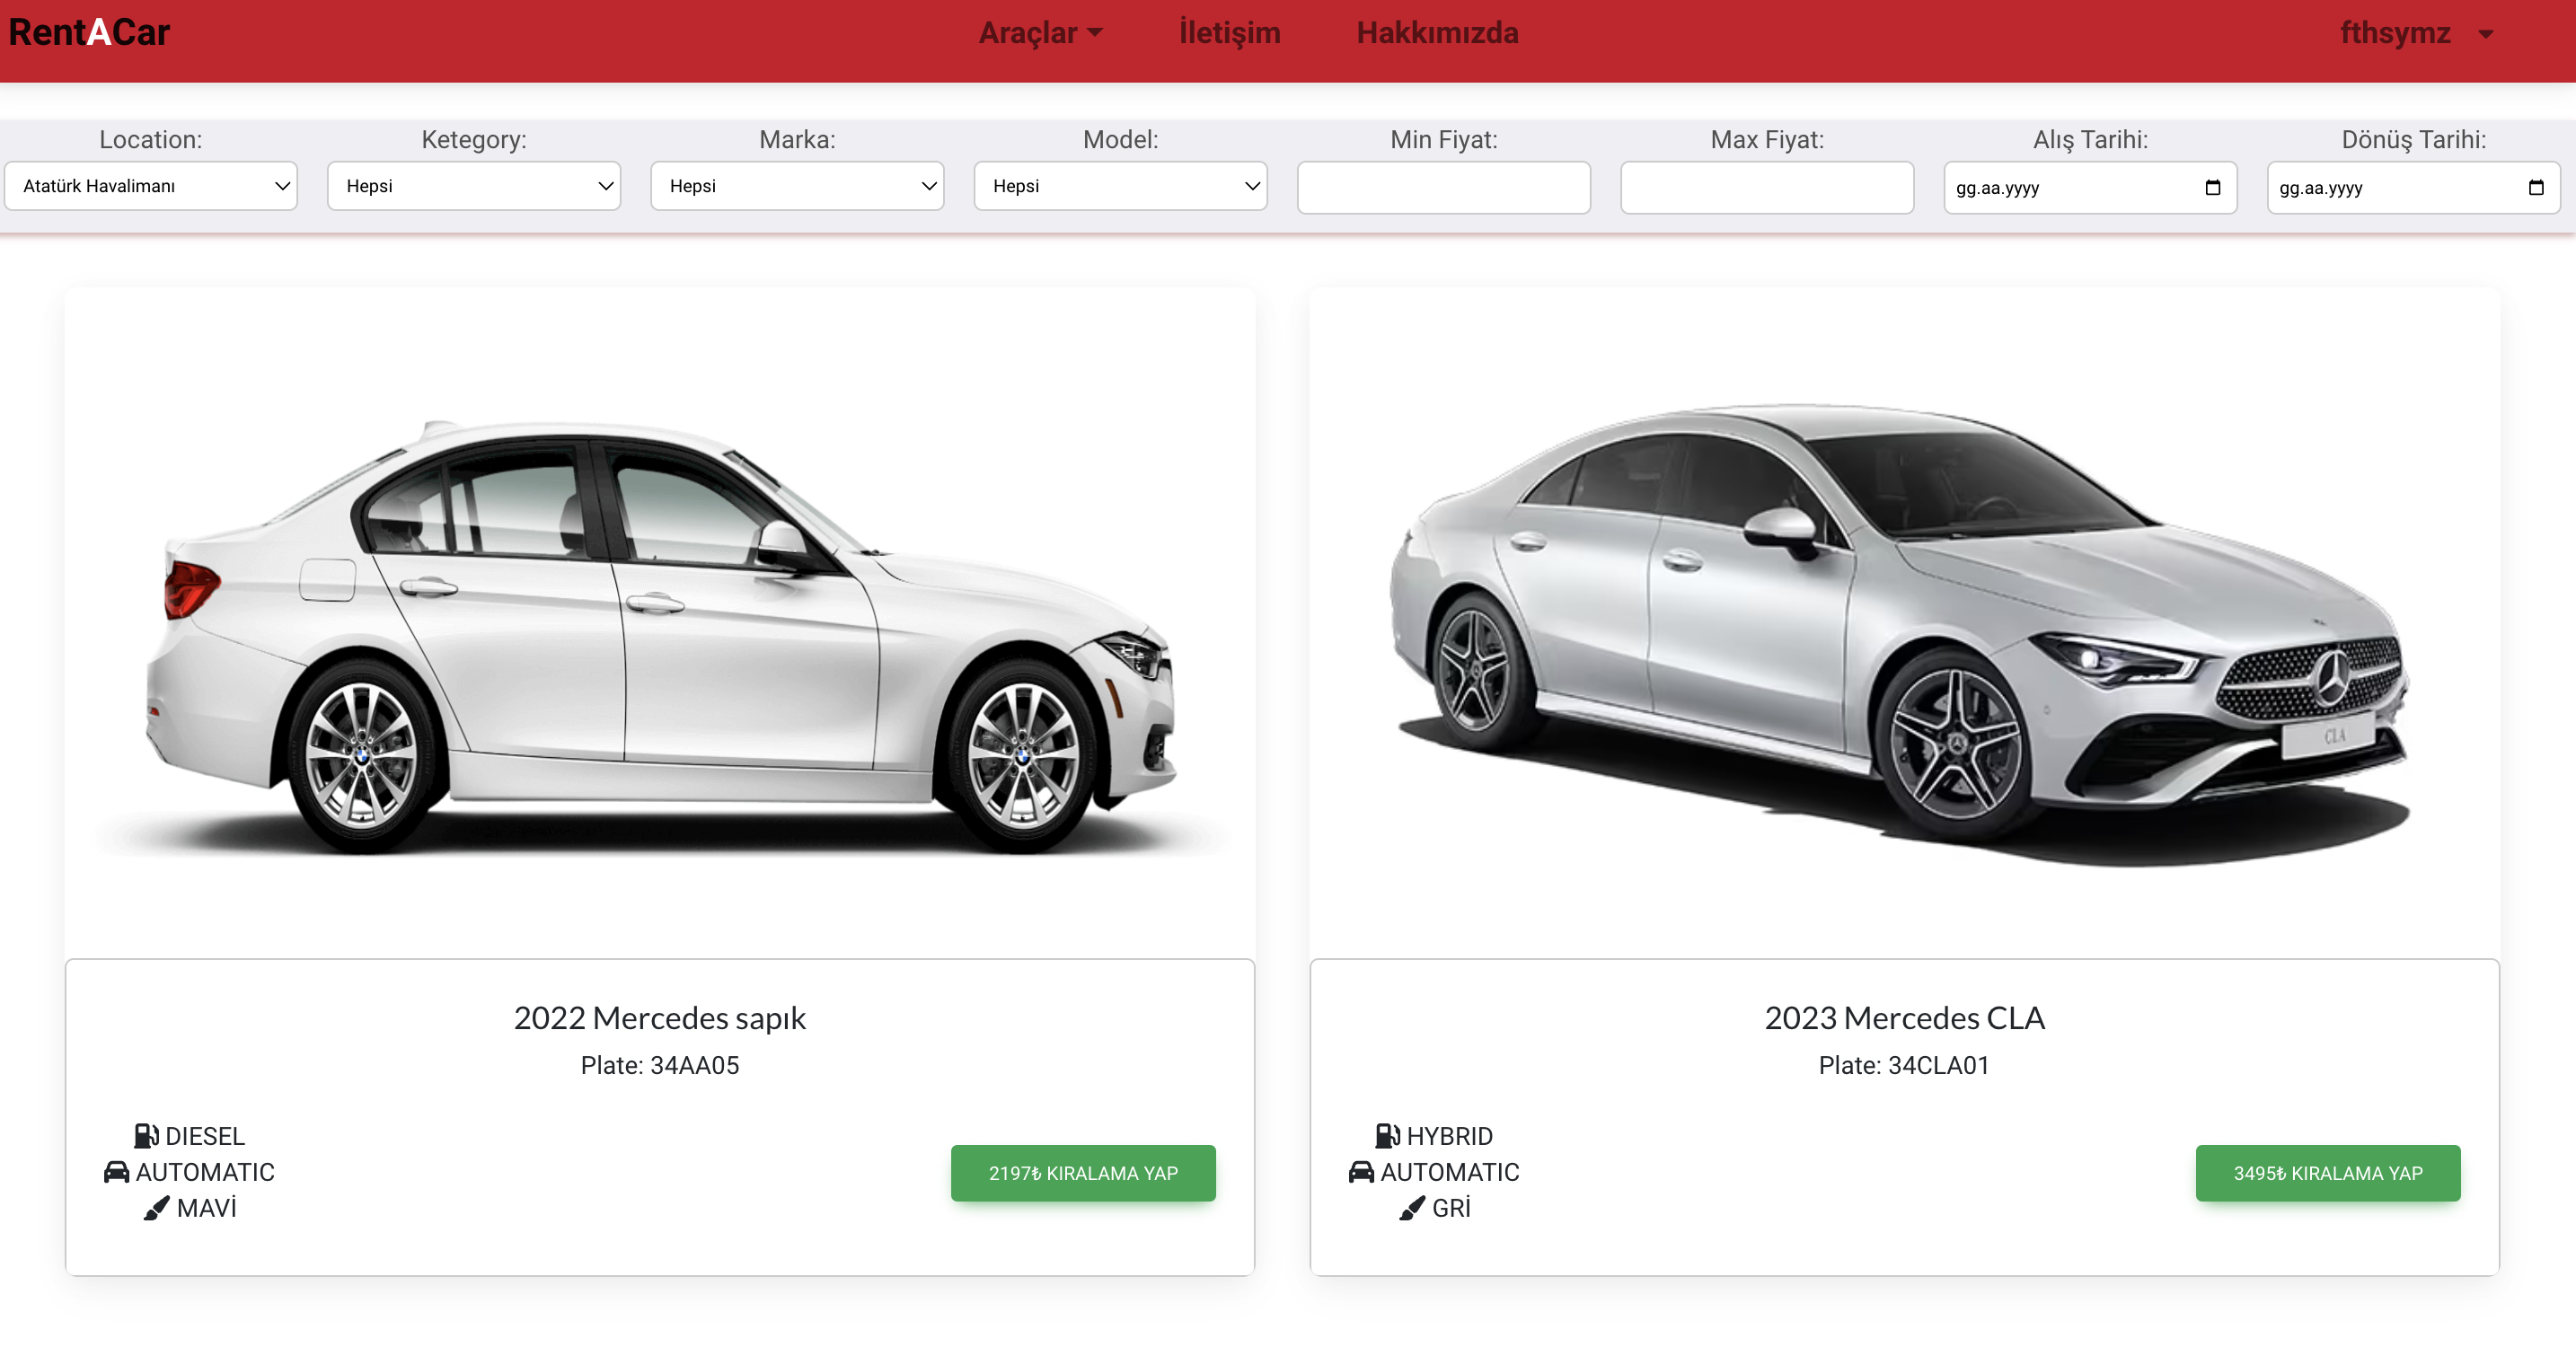 RentACar Araçlar İletişim Hakkımızda fthsymz
Location: Ketegory: Marka: Model: Min Fiyat: Max Fiyat: Alış Tarihi: Dönüş Tarihi:
Atatürk Havalimanı Hepsi Hepsi Hepsi gg.aa.yyyy gg.aa.yyyy
CLA
2022 Mercedes sapık
Plate: 34AA05
DIESEL
AUTOMATIC
MAVİ
2197₺ KIRALAMA YAP
2023 Mercedes CLA
Plate: 34CLA01
HYBRID
AUTOMATIC
GRİ
3495₺ KIRALAMA YAP